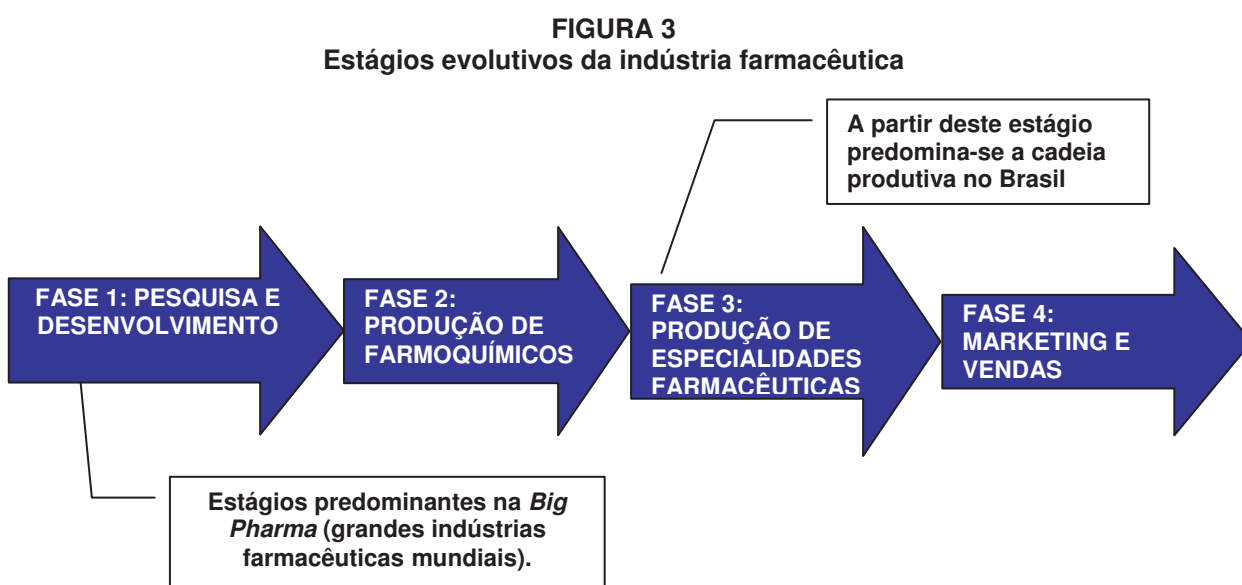 FIGURA 3
Estágios evolutivos da indústria farmacêutica
A partir deste estágio
predomina-se a cadeia
produtiva no Brasil
FASE 1: PESQUISA E
DESENVOLVIMENTO
FASE 2:
PRODUÇÃO DE
FARMOQUÍMICOS
FASE 3:
PRODUÇÃO DE
ESPECIALIDADES
FARMACÊUTICAS
FASE 4:
MARKETING E
VENDAS
Estágios predominantes na Big
Pharma (grandes indústrias
farmacêuticas mundiais).